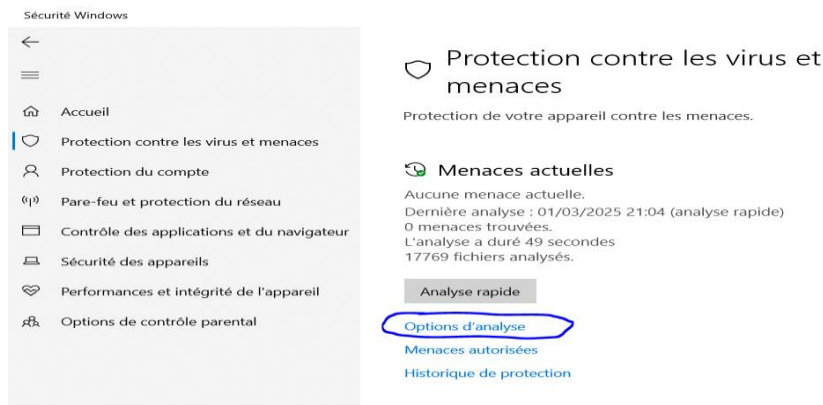 Sécurité Windows
Accueil
Protection contre les virus et menaces
Protection du compte
Pare-feu et protection du réseau
Contrôle des applications et du navigateur
Sécurité des appareils
Performances et intégrité de l'appareil
Options de contrôle parental
Protection contre les virus et
menaces
Protection de votre appareil contre les menaces.
Menaces actuelles
Aucune menace actuelle.
Dernière analyse : 01/03/2025 21:04 (analyse rapide)
0 menaces trouvées.
L'analyse a duré 49 secondes
17769 fichiers analysés.
Analyse rapide
Options d'analyse
Menaces autorisées
Historique de protection